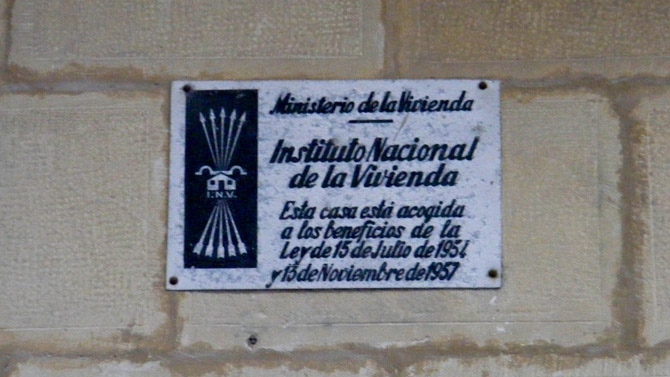 Ministerio de la Vivienda
Instituto Nacional
de la Vivienda
I.N.V.
Esta casa está acogida
a los beneficios de la
Ley de 15 de Julio de 1954
y 13 de Noviembre de 1957